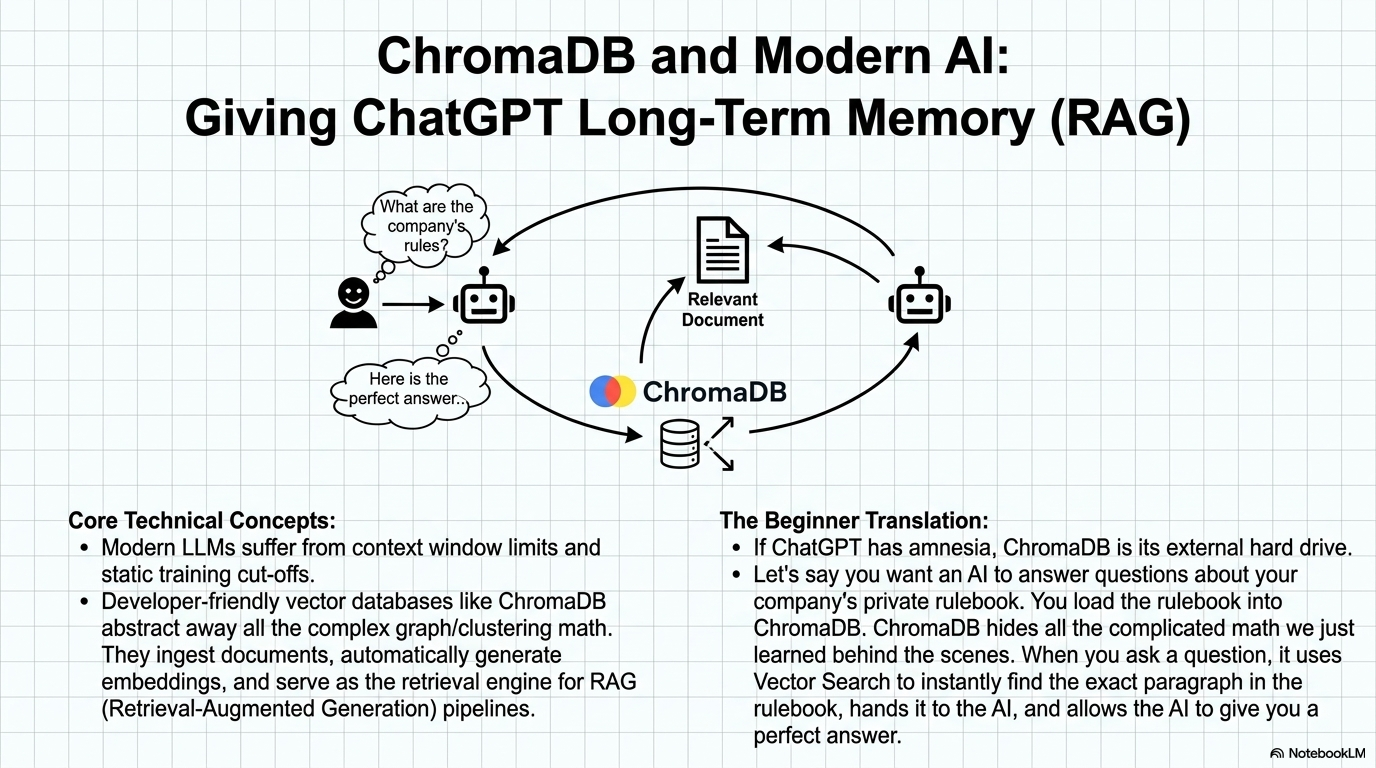 ChromaDB and Modern AI:
Giving ChatGPT Long-Term Memory (RAG)
What are the
company's
rules?
Relevant
Document
Here is the
perfect answer...
ChromaDB
Core Technical Concepts:
• Modern LLMs suffer from context window limits and
static training cut-offs.
• Developer-friendly vector databases like ChromaDB
abstract away all the complex graph/clustering math.
They ingest documents, automatically generate
embeddings, and serve as the retrieval engine for RAG
(Retrieval-Augmented Generation) pipelines.
The Beginner Translation:
• If ChatGPT has amnesia, ChromaDB is its external hard drive.
• Let's say you want an AI to answer questions about your
company's private rulebook. You load the rulebook into
ChromaDB. ChromaDB hides all the complicated math we just
learned behind the scenes. When you ask a question, it uses
Vector Search to instantly find the exact paragraph in the
rulebook, hands it to the AI, and allows the AI to give you a
perfect answer.
NotebookLM